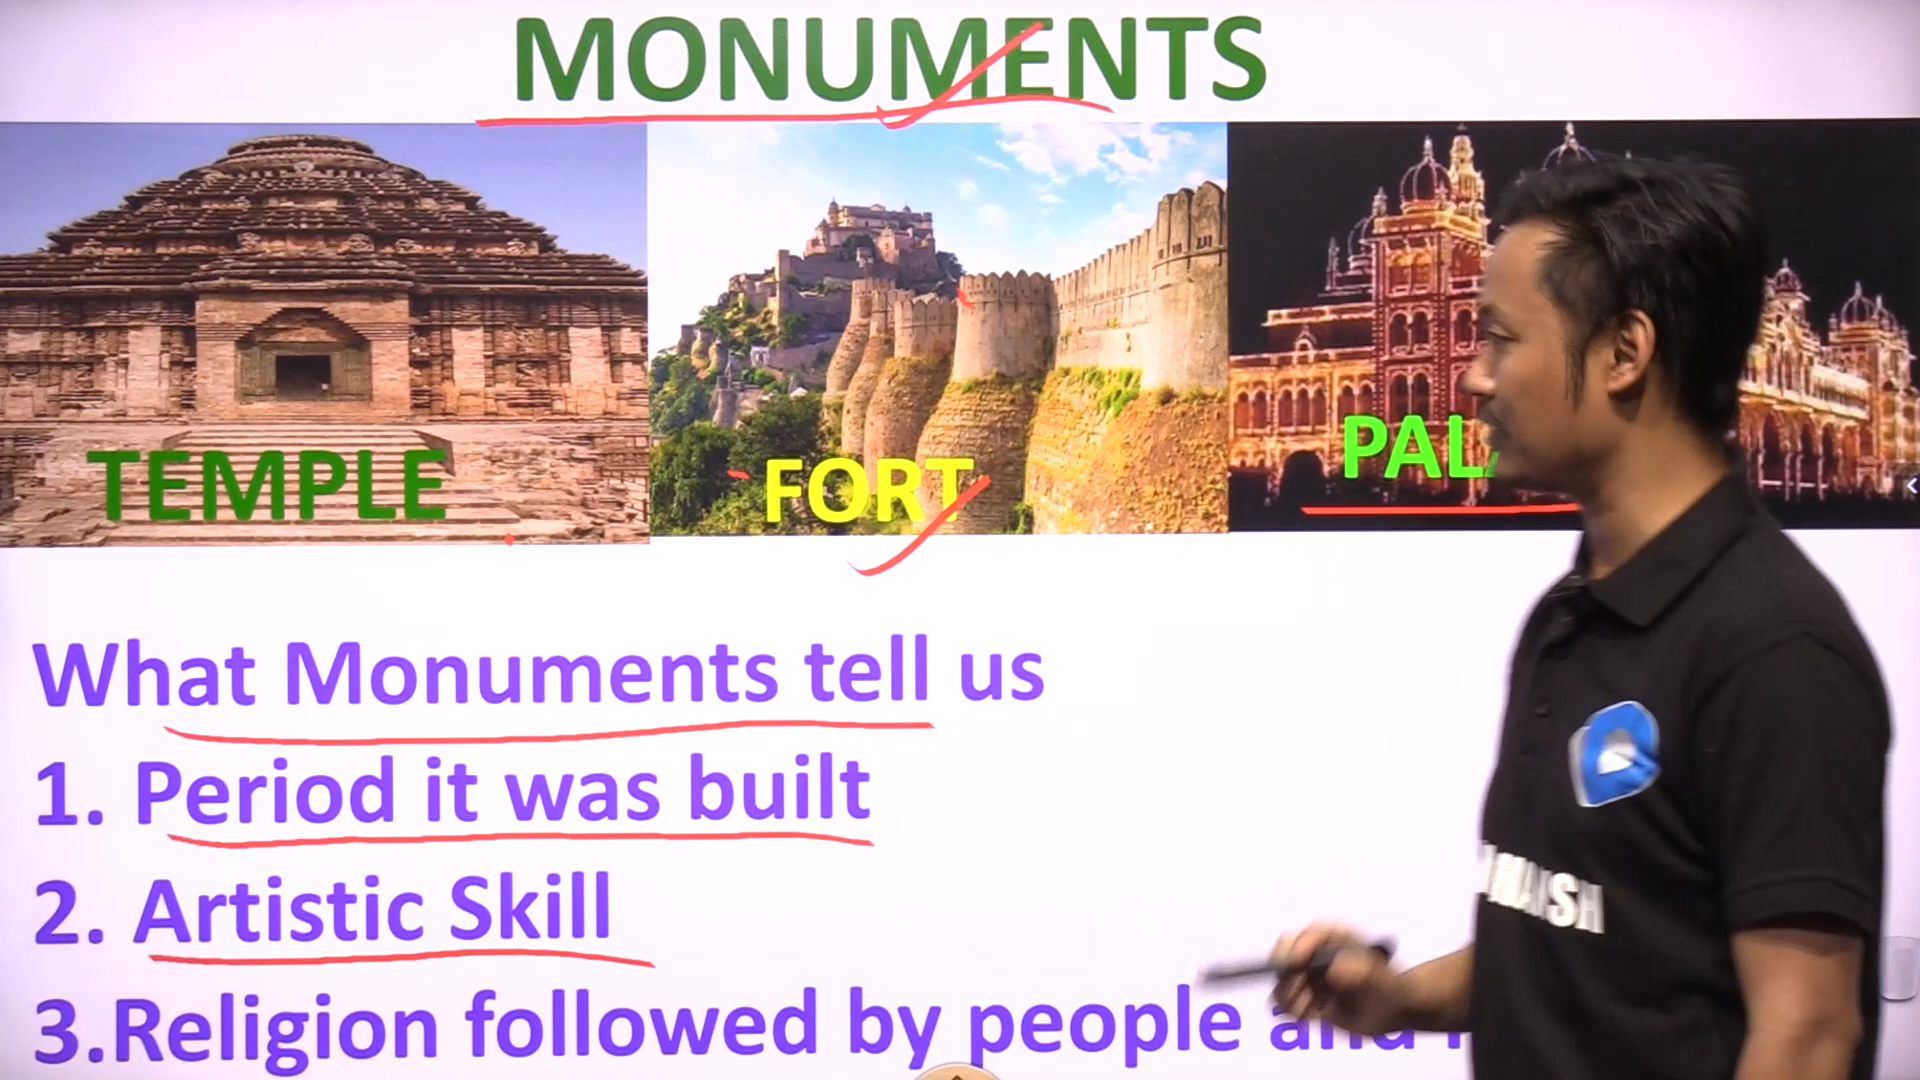 MONUMENTS
TEMPLE
FORT
What Monuments tell us
1. Period it was built
2. Artistic Skill
3.Religion followed by people and